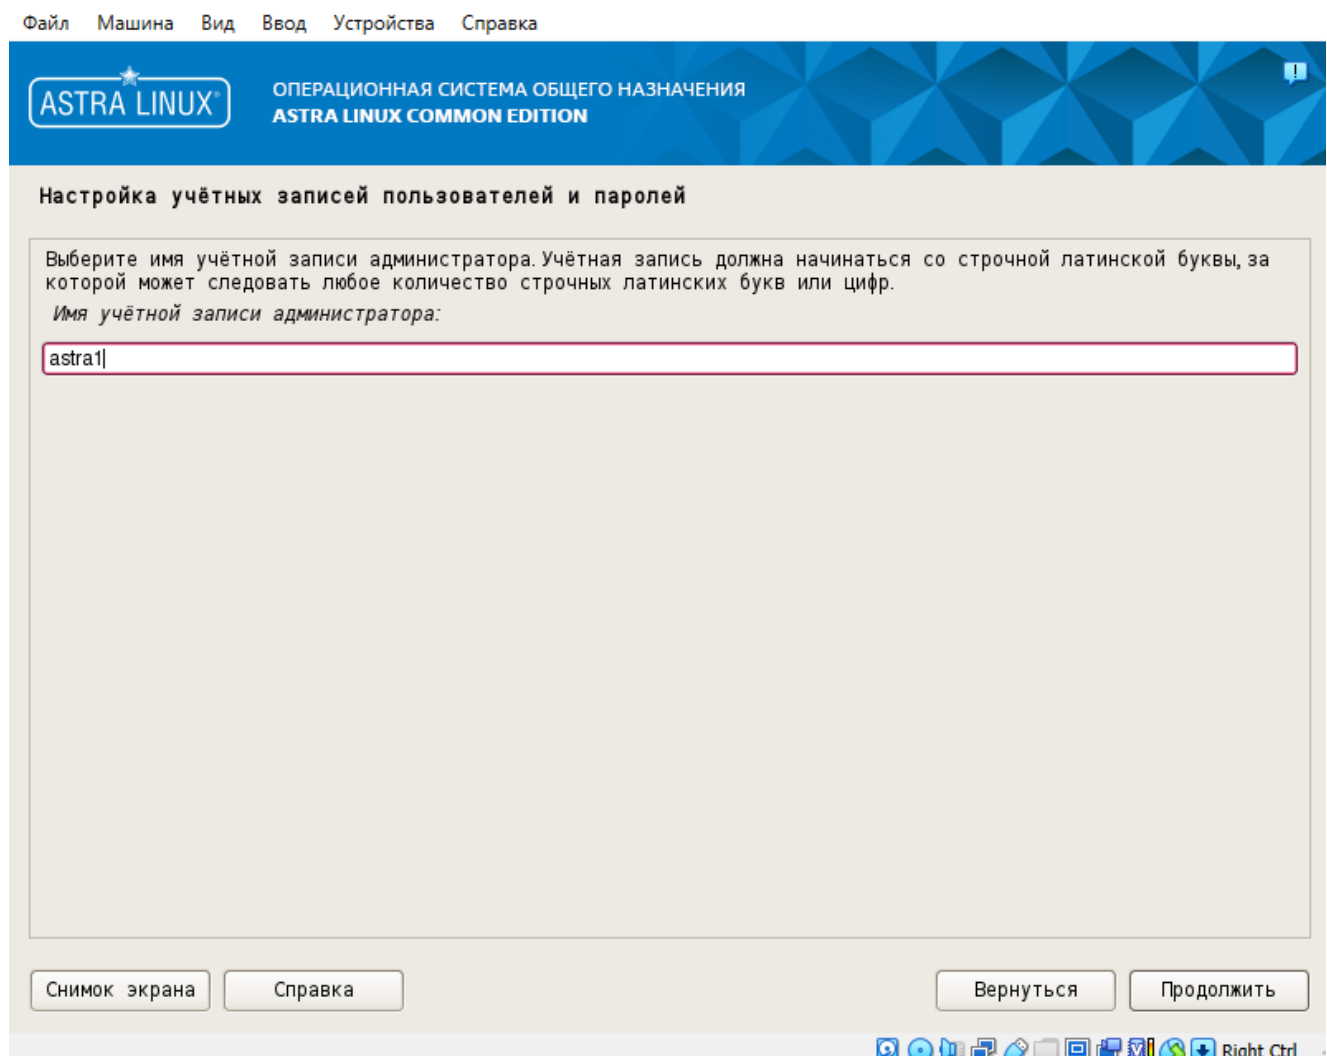 Файл Машина Вид Ввод Устройства Справка
ASTRA LINUX®
ОПЕРАЦИОННАЯ СИСТЕМА ОБЩЕГО НАЗНАЧЕНИЯ
ASTRA LINUX COMMON EDITION
Настройка учётных записей пользователей и паролей
Выберите имя учётной записи администратора. Учётная запись должна начинаться со строчной латинской буквы, за
которой может следовать любое количество строчных латинских букв или цифр.
Имя учётной записи администратора:
astra1
Снимок экрана Справка Вернуться Продолжить
Right Ctrl